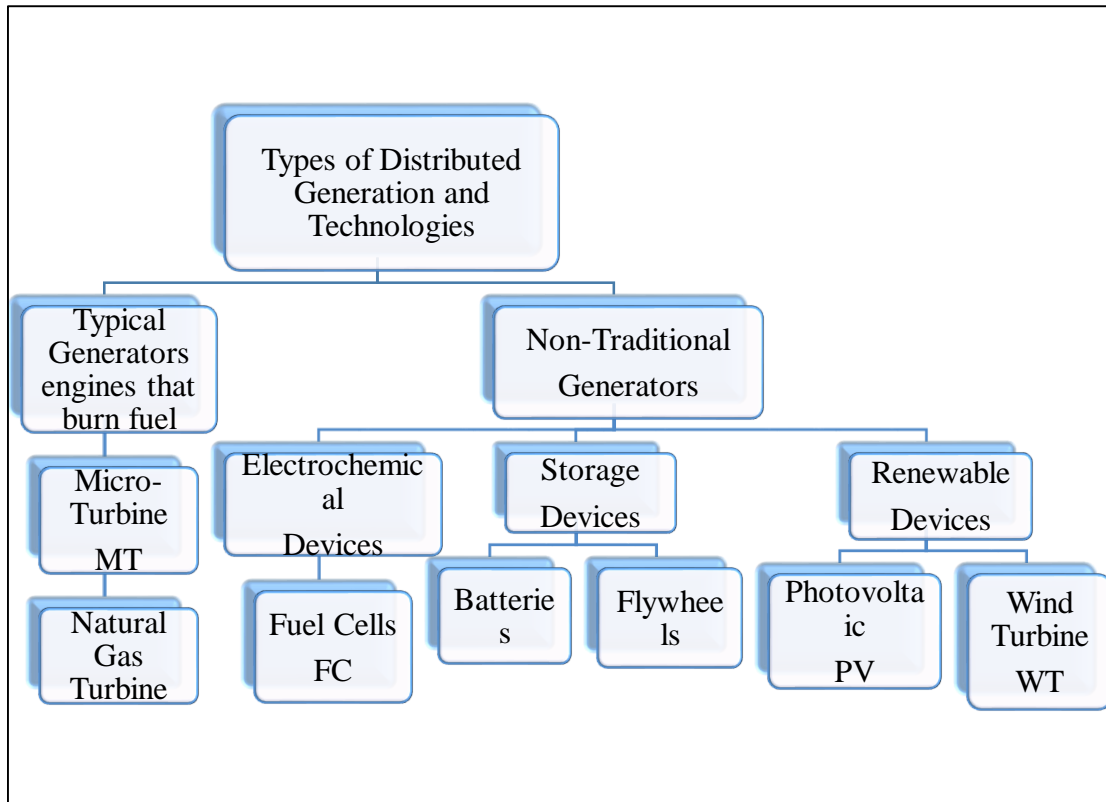 Types of Distributed
Generation and
Technologies
Typical
Generators
engines that
burn fuel
Non-Traditional
Generators
Micro-
Turbine
MT
Electrochemic
al
Devices
Storage
Devices
Renewable
Devices
Natural
Gas
Turbine
Fuel Cells
FC
Batterie
s
Flywhee
ls
Photovolta
ic
PV
Wind
Turbine
WT